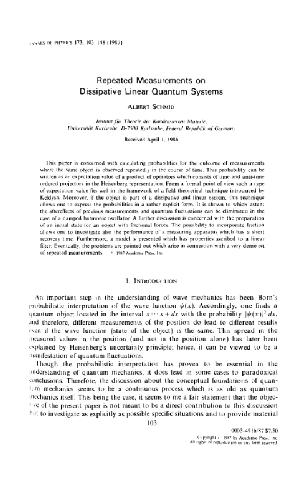 ANNALS OF PHYSICS 173, 103–148 (1987)
Repeated Measurements on
Dissipative Linear Quantum Systems
ALBERT SCHMID
Institut für Theorie der Kondensierten Materie,
Universität Karlsruhe, D-7500 Karlsruhe, Federal Republic of Germany
Received April 1, 1986
This paper is concerned with calculating probabilities for the outcome of measurements
where the same object is observed repeatedly in the course of time. This probability can be
written as an expectation value of a product of operators which consists of time and antitime
ordered projectors in the Heisenberg representation. From a formal point of view such a type
of expectation value fits well in the framework of a field theoretical technique introduced by
Keldysh. Moreover, if the object is part of a dissipative and linear system, this technique
allows one to express the probabilities in a rather explicit form. It is shown to which extent
the aftereffects of previous measurements and quantum fluctuations can be eliminated in the
case of a damped harmonic oscillator. A further discussion is concerned with the preparation
of an initial state for an object with frictional forces. The possibility to incorporate friction
allows one to investigate also the performance of a measuring apparatus which has a short
memory time. Furthermore, a model is presented which has properties ascribed to a linear
filter. Eventually, the problems are pointed out which arise in connection with a very dense set
of repeated measurements. © 1987 Academic Press, Inc.
1. INTRODUCTION
An important step in the understanding of wave mechanics has been Born's
probabilistic interpretation of the wave function ψ(x). Accordingly, one finds a
quantum object located in the interval x ··· x + dx with the probability |ψ(x)|² dx,
and therefore, different measurements of the position do lead to different results
even if the wave function (state of the object) is the same. This spread in the
measured values of the position (and not in the position alone) has later been
explained by Heisenberg's uncertainty principle; hence, it can be viewed to be a
manifestation of quantum fluctuations.
Though the probabilistic interpretation has proved to be essential in the
understanding of quantum mechanics, it does lead in some cases to paradoxical
conclusions. Therefore, the discussion about the conceptual foundations of quan-
tum mechanics seems to be a continuous process which is as old as quantum
mechanics itself. This being the case, it seems to me a fair statement that the objec-
tive of the present paper is not meant to be a direct contribution to this discussion
but to investigate as explicitly as possible specific situations and to provide material
103
0003-4916/87 $7.50
Copyright © 1987 by Academic Press, Inc.
All rights of reproduction in any form reserved.